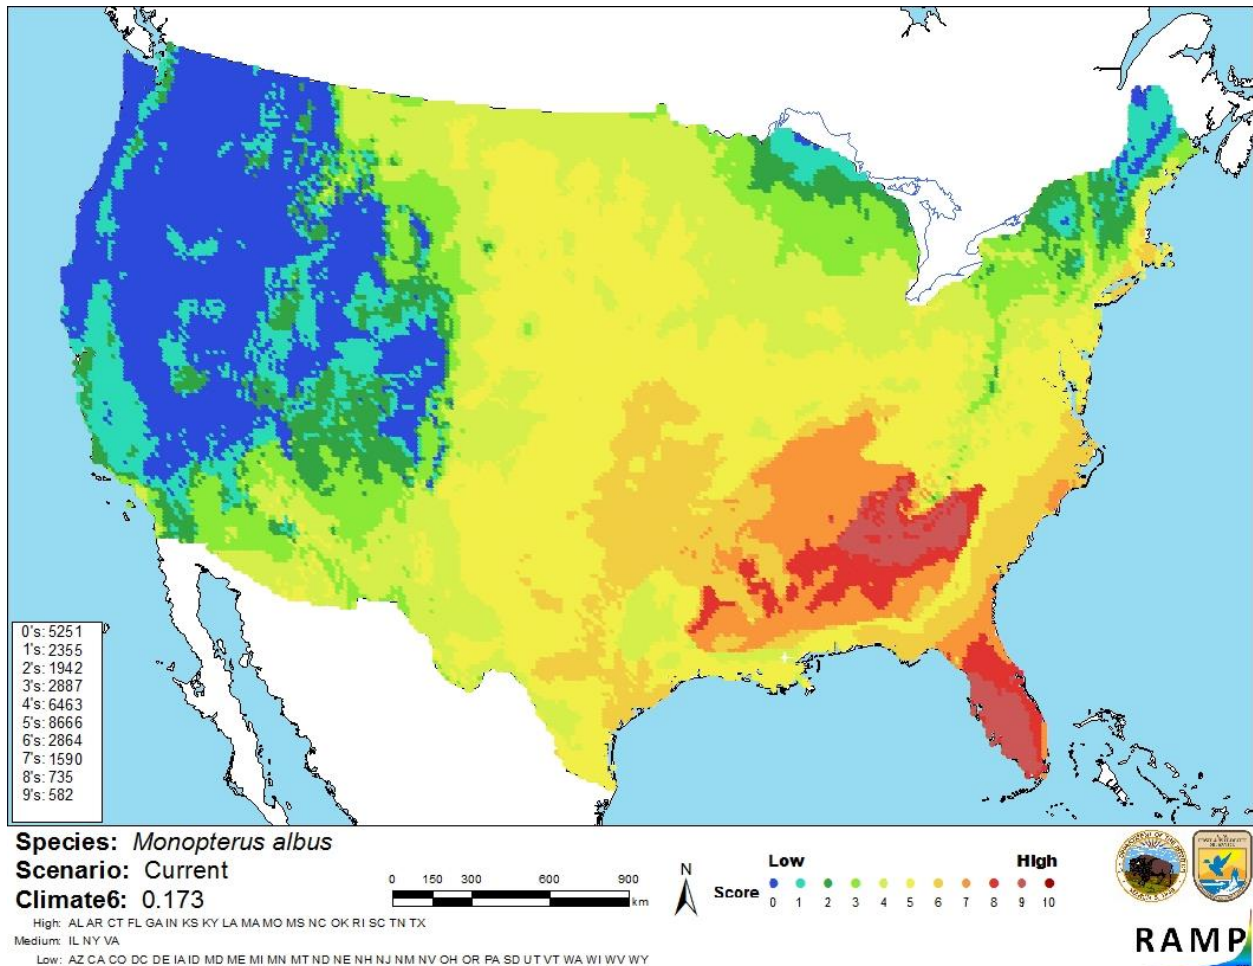 0's: 5251
1's: 2355
2's: 1942
3's: 2887
4's: 6463
5's: 8666
6's: 2864
7's: 1590
8's: 735
9's: 582
Species: Monopterus albus
Scenario: Current
Climate6: 0.173
High: AL AR CT FL GA IN KS KY LA MA MO MS NC OK RI SC TN TX
Medium: IL NY VA
Low: AZ CA CO DC DE IA ID MD ME MI MN MT ND NE NH NJ NM NV OH OR PA SD UT VT WA WI WV WY
0 150 300 600 900
km
N
Low High
Score
0 1 2 3 4 5 6 7 8 9 10
RAMP